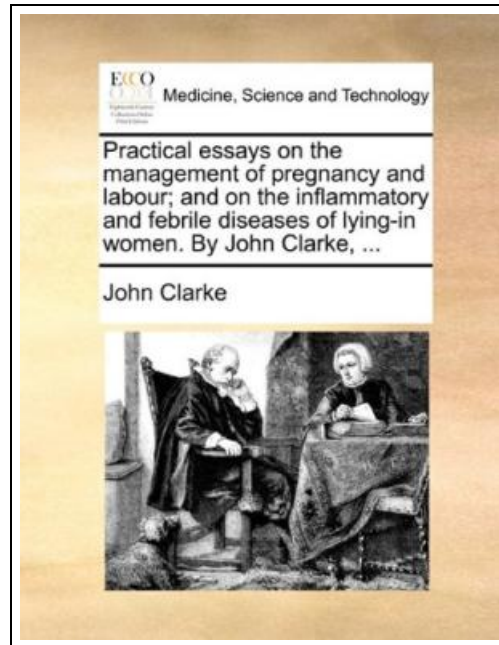 ECCO
Medicine, Science and Technology
Practical essays on the
management of pregnancy and
labour; and on the inflammatory
and febrile diseases of lying-in
women. By John Clarke, ...
John Clarke